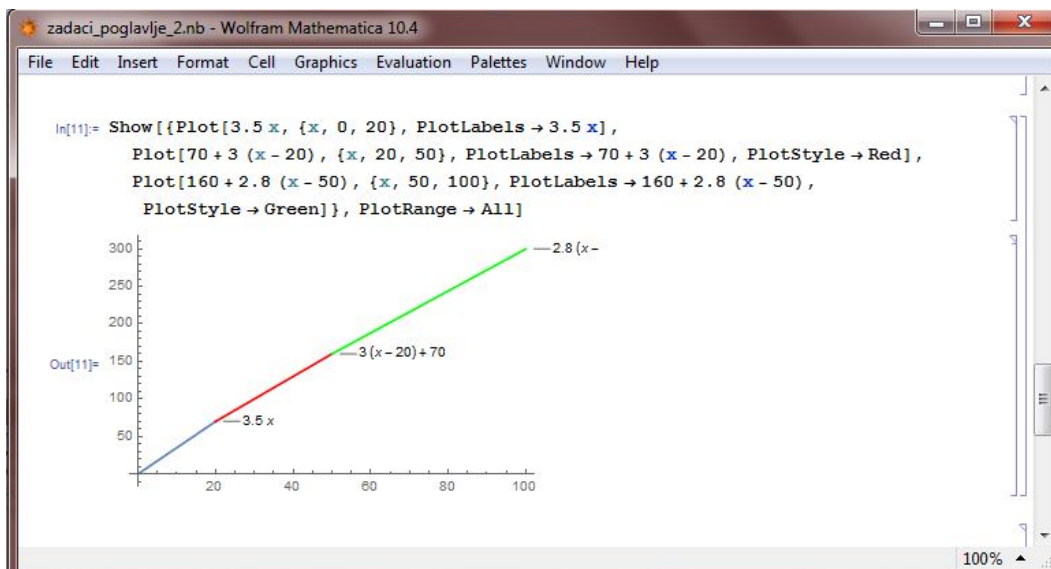 zadaci_poglavlje_2.nb - Wolfram Mathematica 10.4
File Edit Insert Format Cell Graphics Evaluation Palettes Window Help
In[11]:= Show[{Plot[3.5 x, {x, 0, 20}, PlotLabels → 3.5 x],
Plot[70 + 3 (x - 20), {x, 20, 50}, PlotLabels → 70 + 3 (x - 20), PlotStyle → Red],
Plot[160 + 2.8 (x - 50), {x, 50, 100}, PlotLabels → 160 + 2.8 (x - 50),
PlotStyle → Green]}, PlotRange → All]
300
2.8 (x -
250
200
Out[11]= 150
3 (x - 20) + 70
100
3.5 x
50
20 40 60 80 100
100%